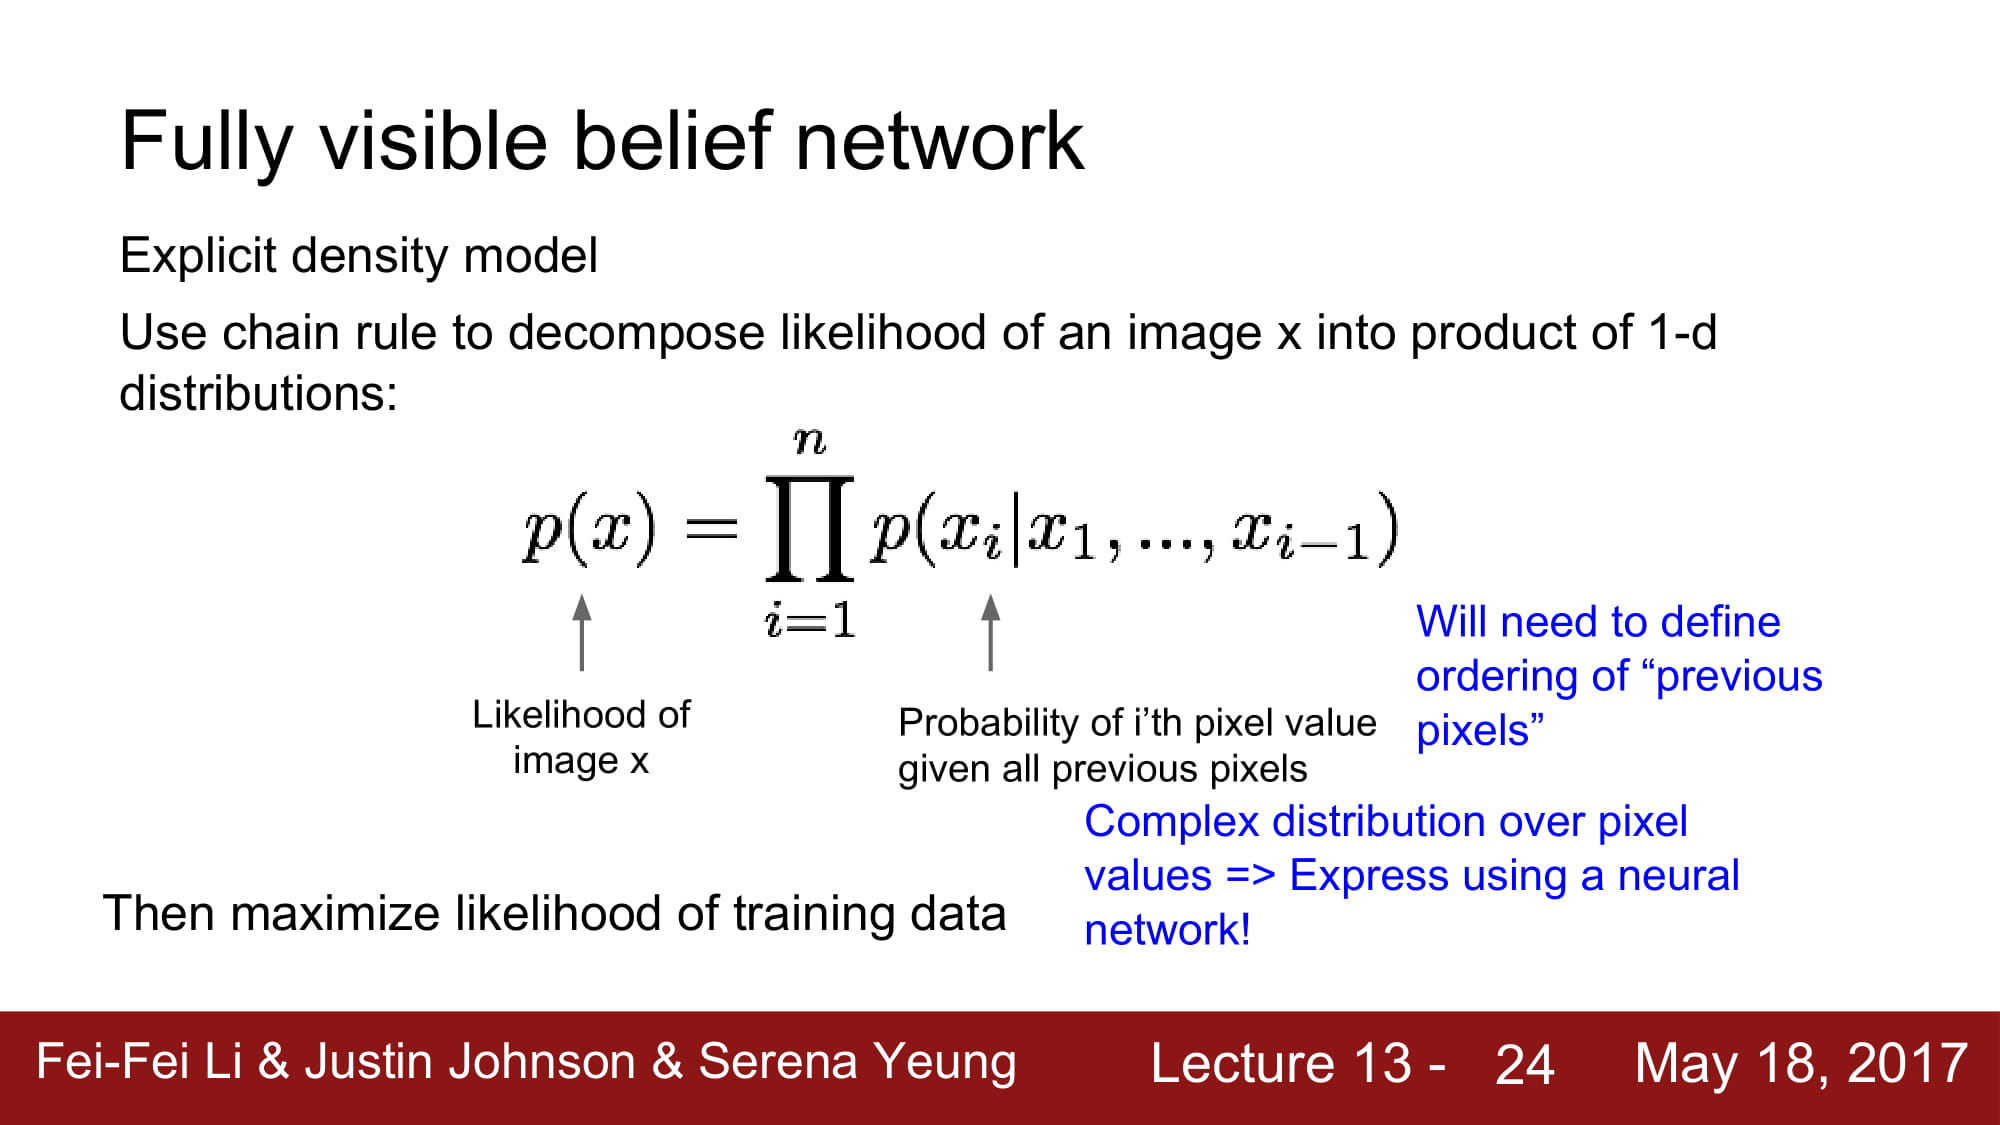 Fully visible belief network
Explicit density model
Use chain rule to decompose likelihood of an image x into product of 1-d
distributions:
p(x) = ∏_{i=1}^{n} p(x_i|x_1, ..., x_{i−1})
Likelihood of
image x
Probability of i’th pixel value
given all previous pixels
Will need to define
ordering of “previous
pixels”
Complex distribution over pixel
values => Express using a neural
network!
Then maximize likelihood of training data
Fei-Fei Li & Justin Johnson & Serena Yeung
Lecture 13 - 24
May 18, 2017